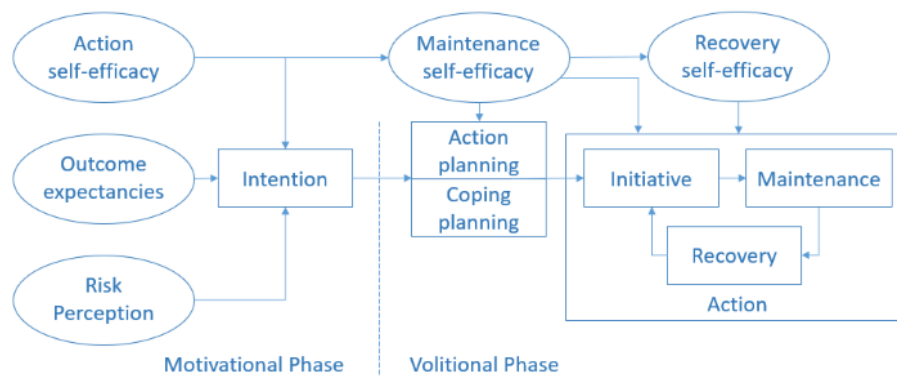 Action
self-efficacy
Maintenance
self-efficacy
Recovery
self-efficacy
Outcome
expectancies
Intention
Action
planning
Coping
planning
Initiative
Maintenance
Recovery
Action
Risk
Perception
Motivational Phase
Volitional Phase